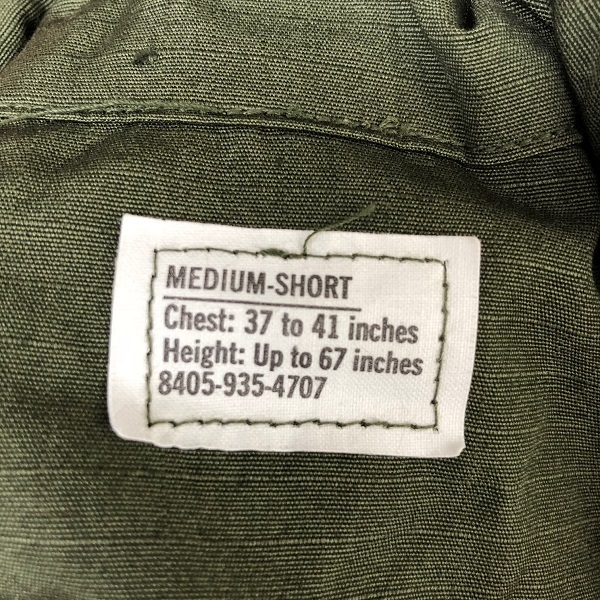 MEDIUM-SHORT
Chest: 37 to 41 inches
Height: Up to 67 inches
8405-935-4707